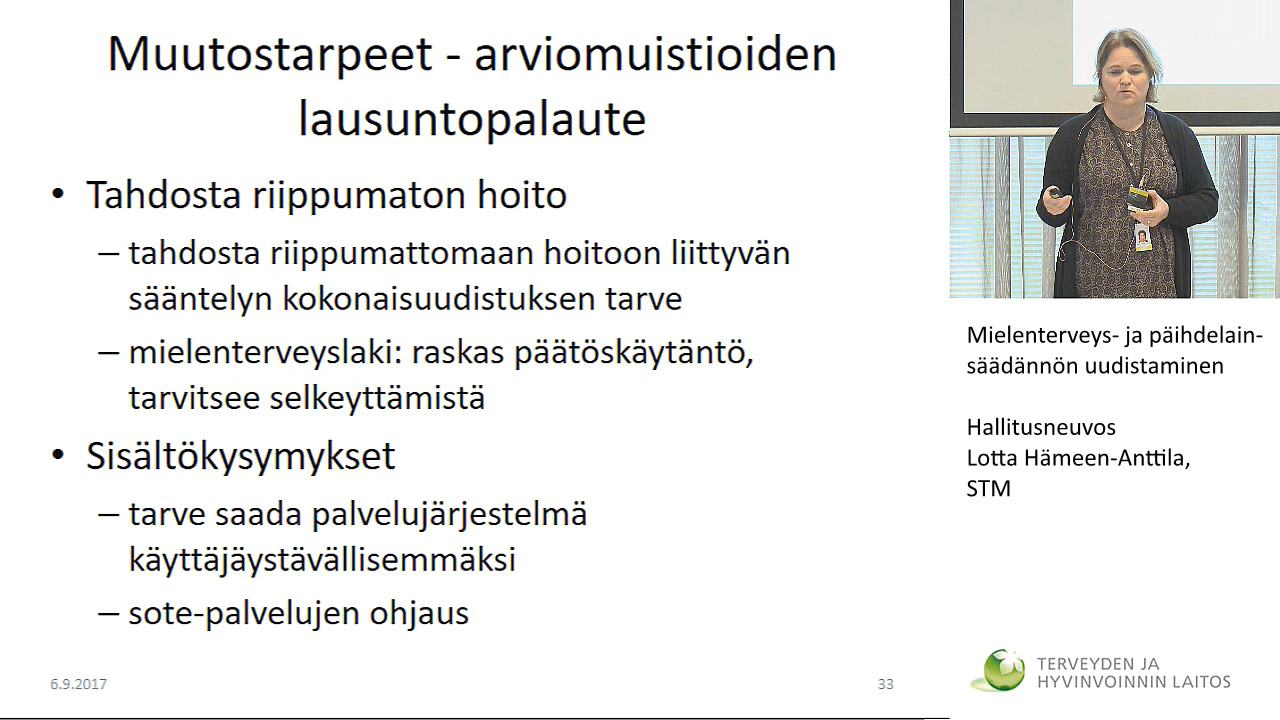 Muutostarpeet - arviomuistioiden
lausuntopalaute
• Tahdosta riippumaton hoito
– tahdosta riippumattomaan hoitoon liittyvän
sääntelyn kokonaisuudistuksen tarve
– mielenterveyslaki: raskas päätöskäytäntö,
tarvitsee selkeyttämistä
• Sisältökysymykset
– tarve saada palvelujärjestelmä
käyttäjäystävällisemmäksi
– sote-palvelujen ohjaus
6.9.2017
33
Mielenterveys- ja päihdelain-
säädännön uudistaminen
Hallitusneuvos
Lotta Hämeen-Anttila,
STM
TERVEYDEN JA
HYVINVOINNIN LAITOS